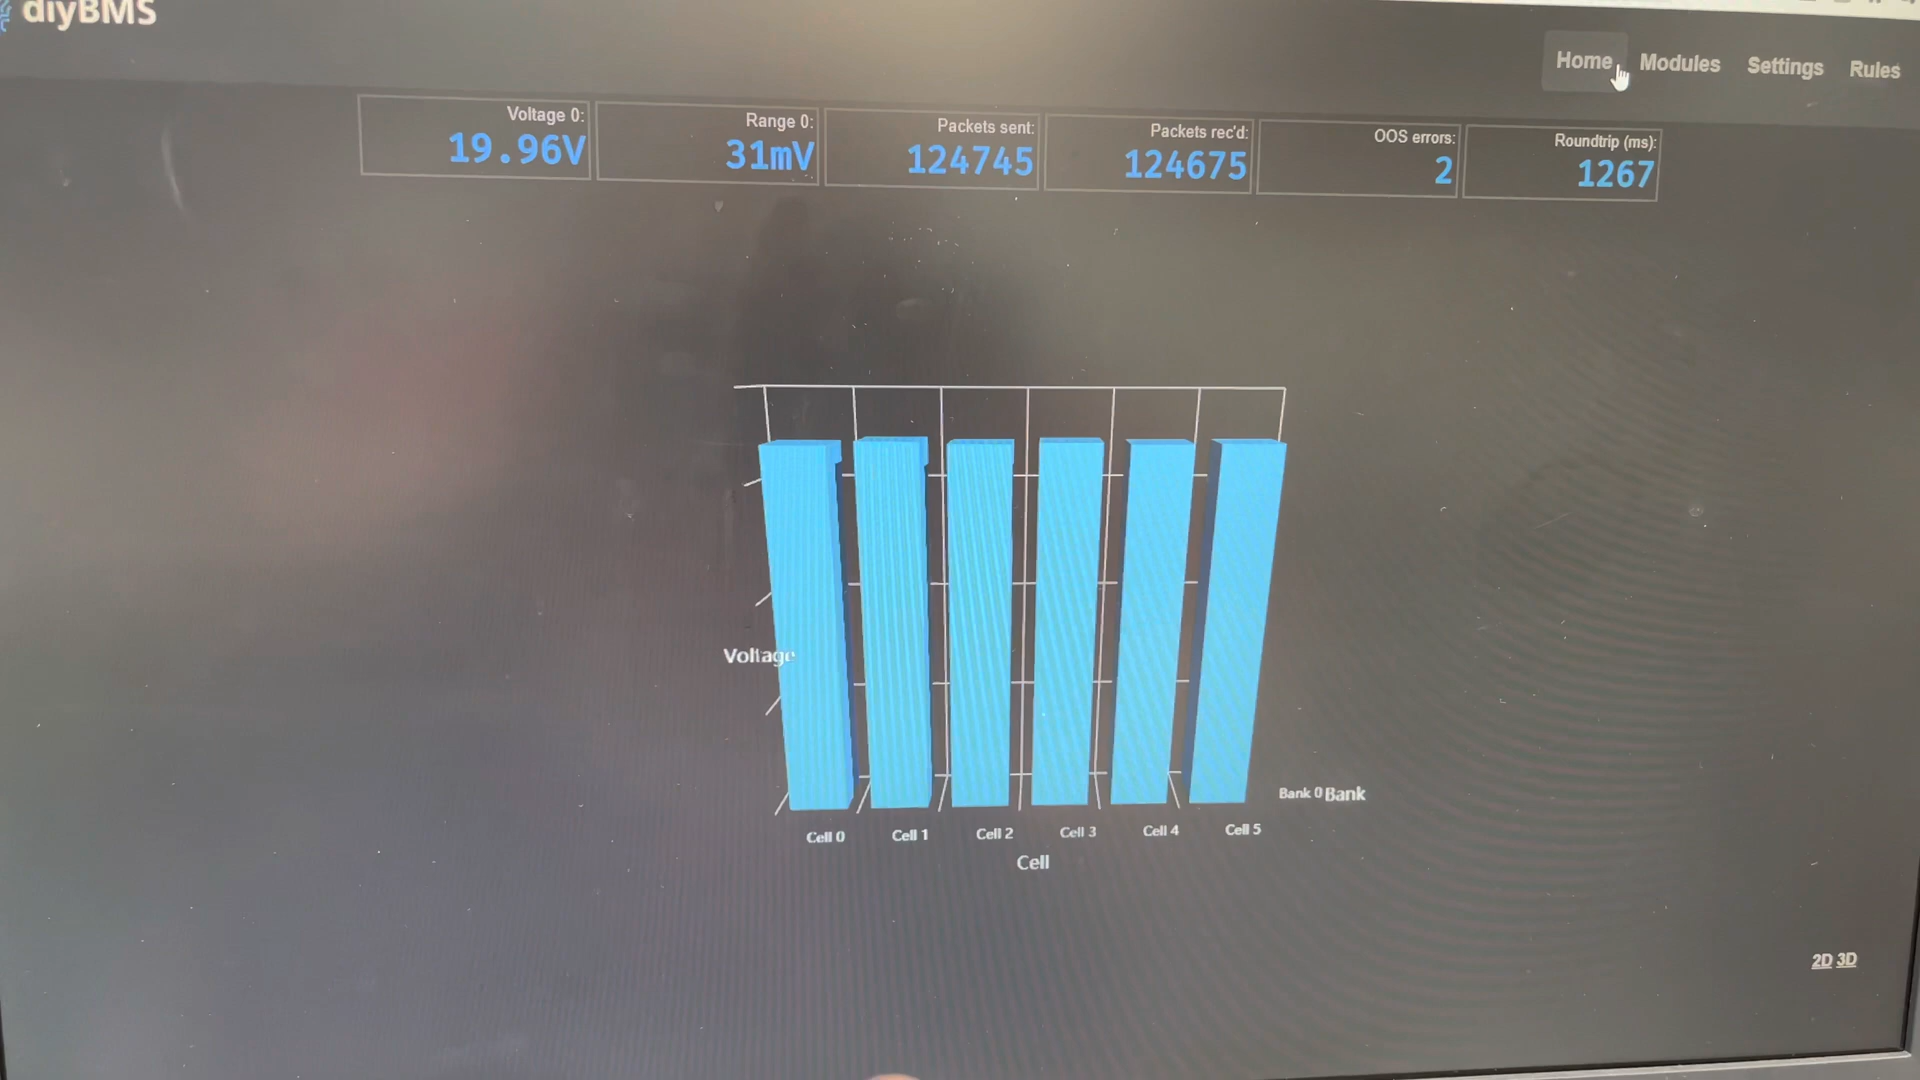 diyBMS
Home Modules Settings Rules
Voltage 0:
19.96V
Range 0:
31mV
Packets sent:
124745
Packets rec'd:
124675
OOS errors:
2
Roundtrip (ms):
1267
Voltage
Bank 0 Bank
Cell 0 Cell 1 Cell 2 Cell 3 Cell 4 Cell 5
Cell
2D 3D